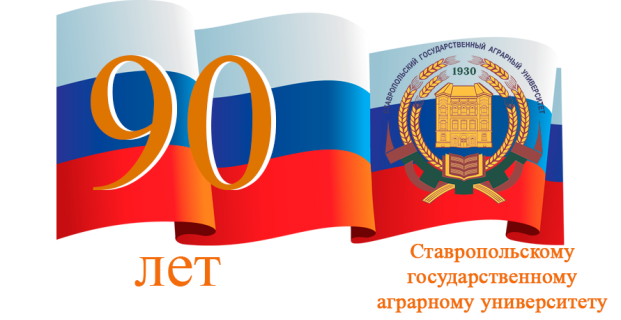 90
лет
СТАВРОПОЛЬСКИЙ ГОСУДАРСТВЕННЫЙ АГРАРНЫЙ УНИВЕРСИТЕТ
1930
Ставропольскому
государственному
аграрному университету